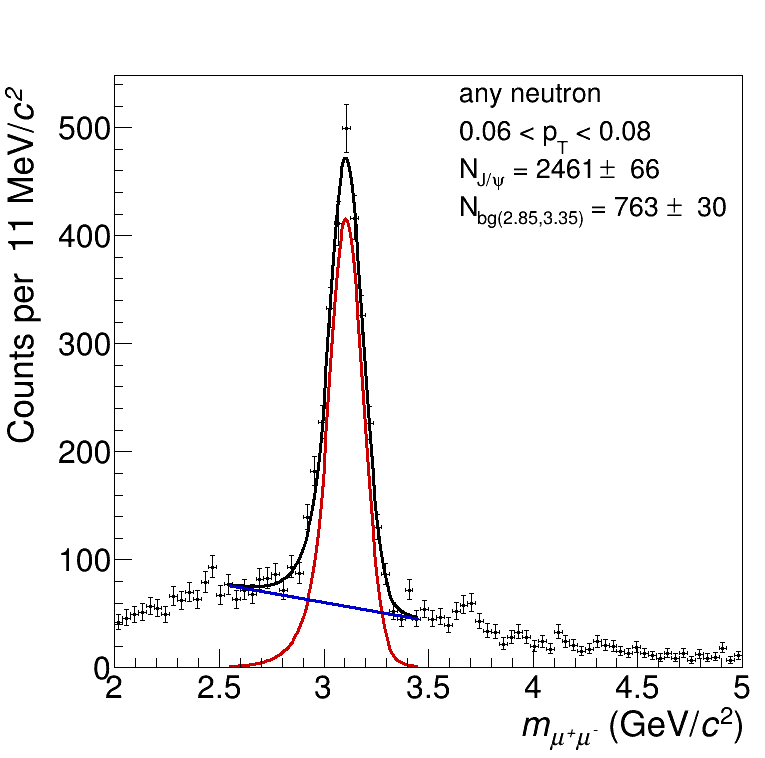 any neutron
0.06 < p_T < 0.08
N_J/ψ = 2461 ± 66
N_bg(2.85,3.35) = 763 ± 30
Counts per 11 MeV/c²
500
400
300
200
100
0
2 2.5 3 3.5 4 4.5 5
m_μ⁺μ⁻ (GeV/c²)